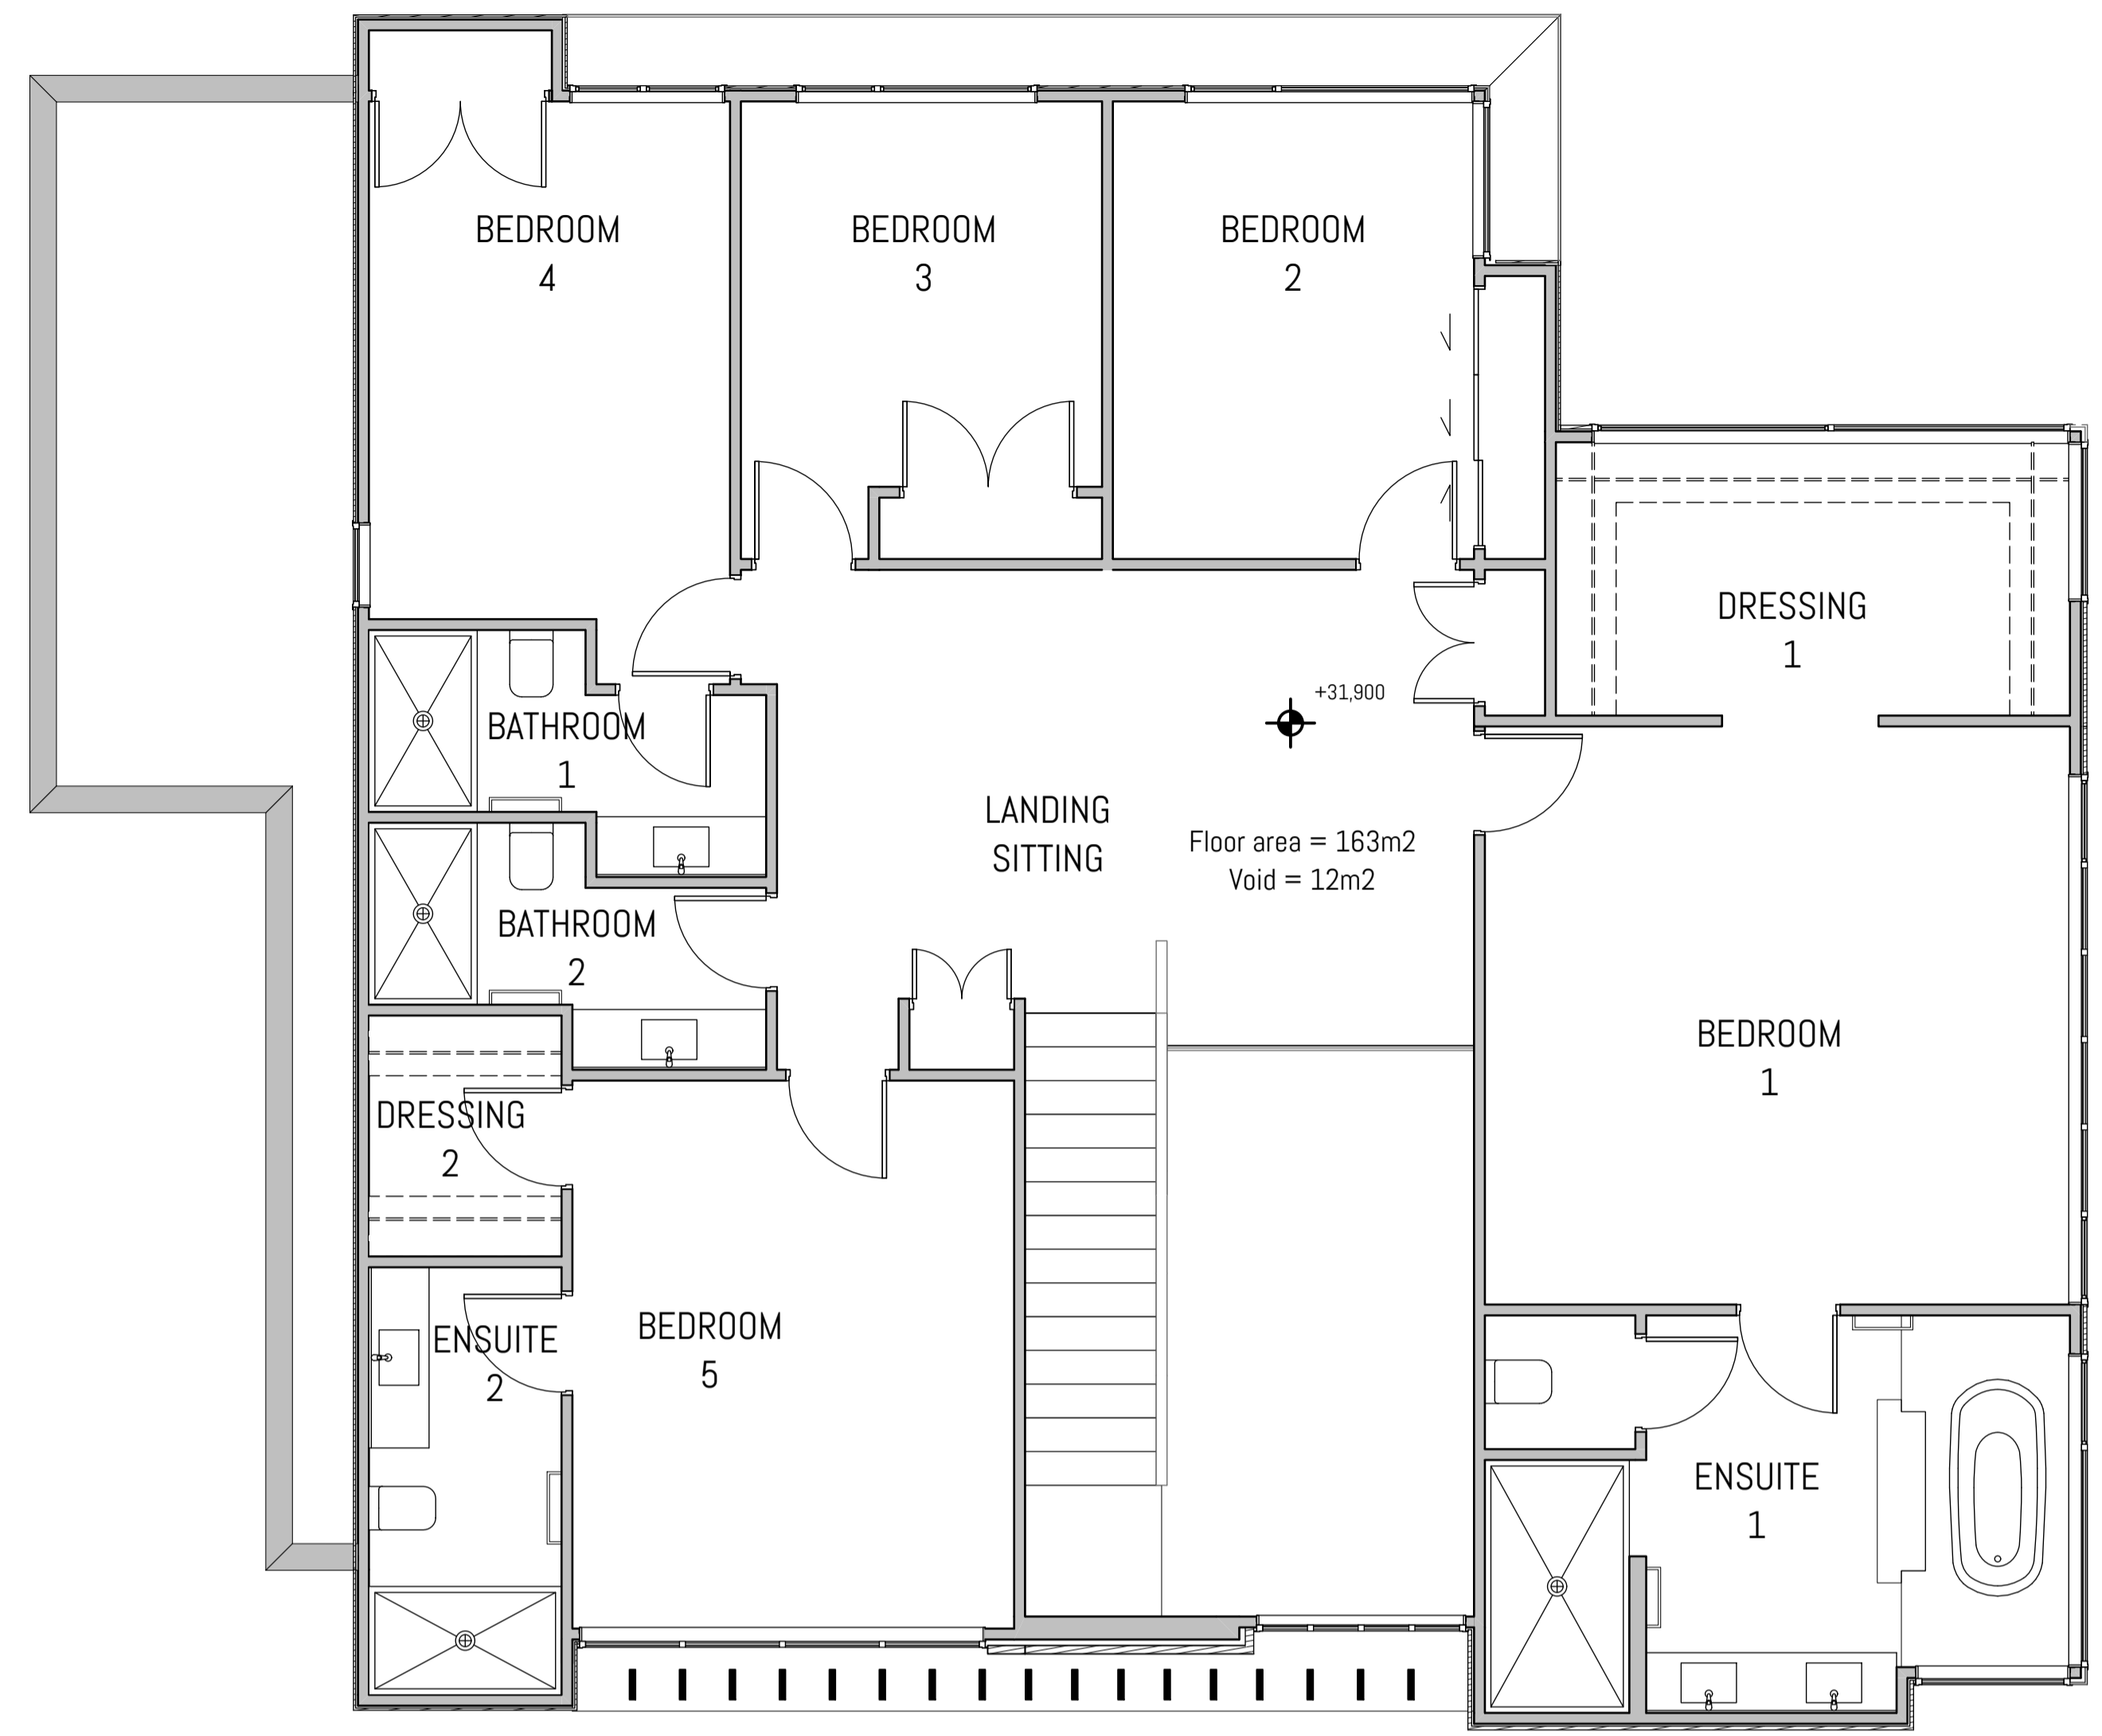 BEDROOM
4
BEDROOM
3
BEDROOM
2
DRESSING
1
+31,900
BATHROOM
1
LANDING
SITTING
Floor area = 163m2
Void = 12m2
BATHROOM
2
BEDROOM
1
DRESSING
2
ENSUITE
2
BEDROOM
5
ENSUITE
1